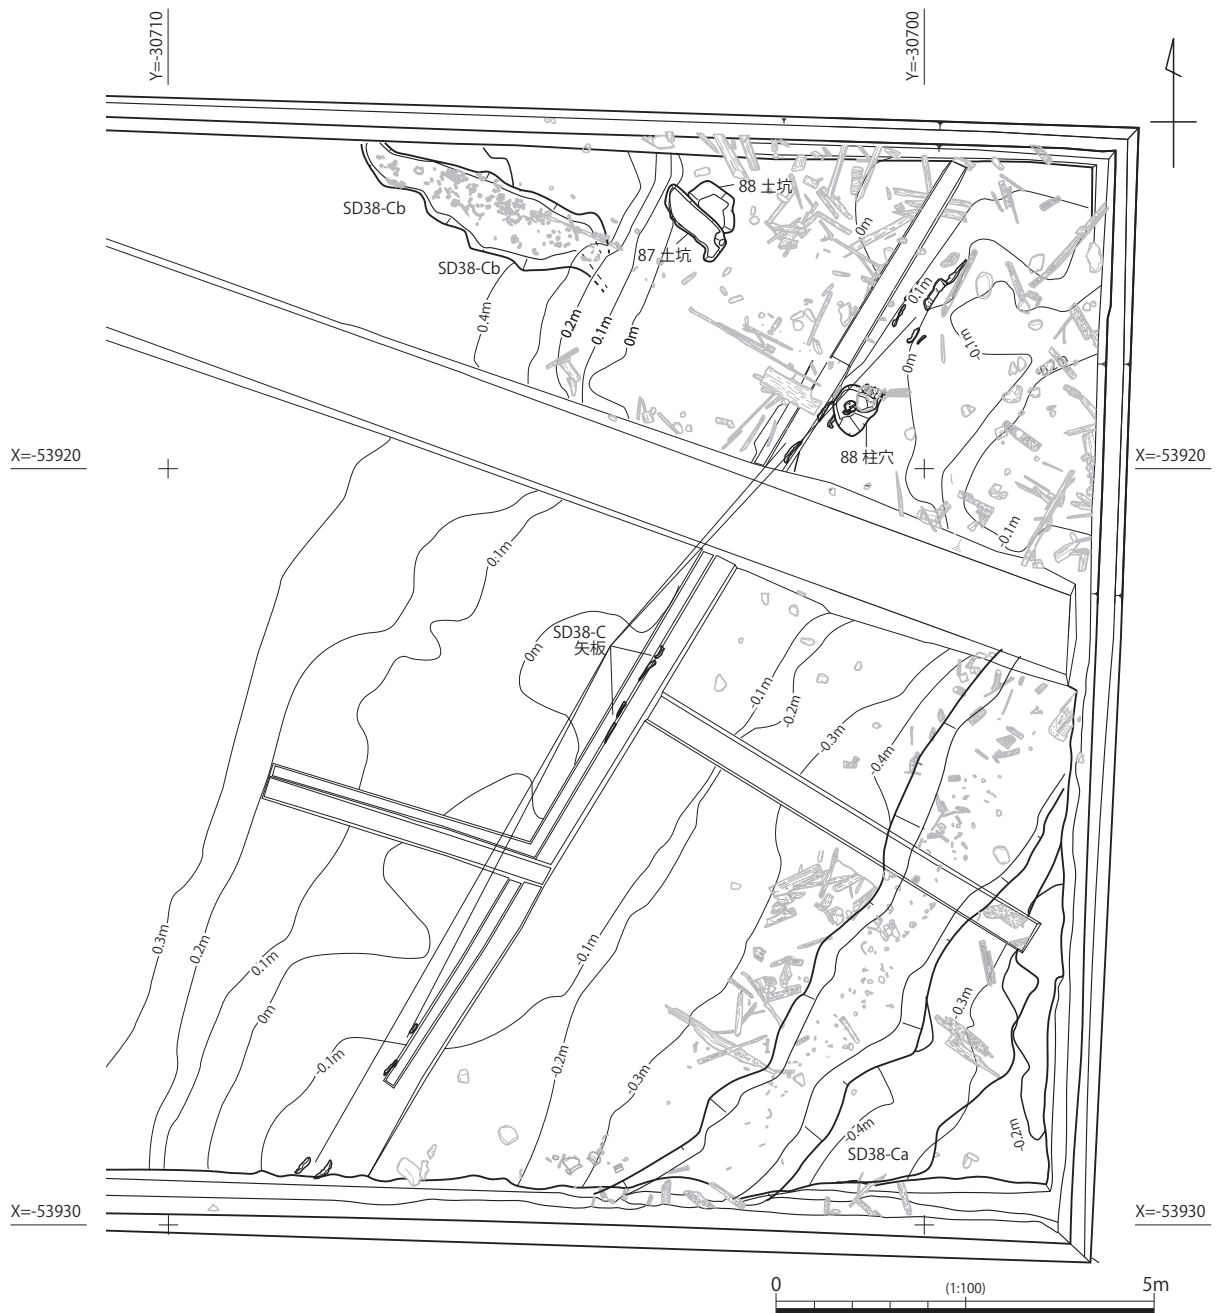 Y=-30710
Y=-30700
88 土坑
SD38-Cb
0m
87 土坑
SD38-Cb
0.1m
0.4m
0.2m
0.1m
0m
-0.1m
0m
-0.2m
X=-53920
X=-53920
88 柱穴
-0.1m
0.1m
SD38-C
矢板
0m
-0.1m
-0.2m
-0.3m
-0.4m
0.3m
0.2m
0.1m
0m
-0.1m
-0.1m
-0.2m
-0.3m
-0.3m
-0.4m
-0.2m
SD38-Ca
X=-53930
X=-53930
0
(1:100)
5m